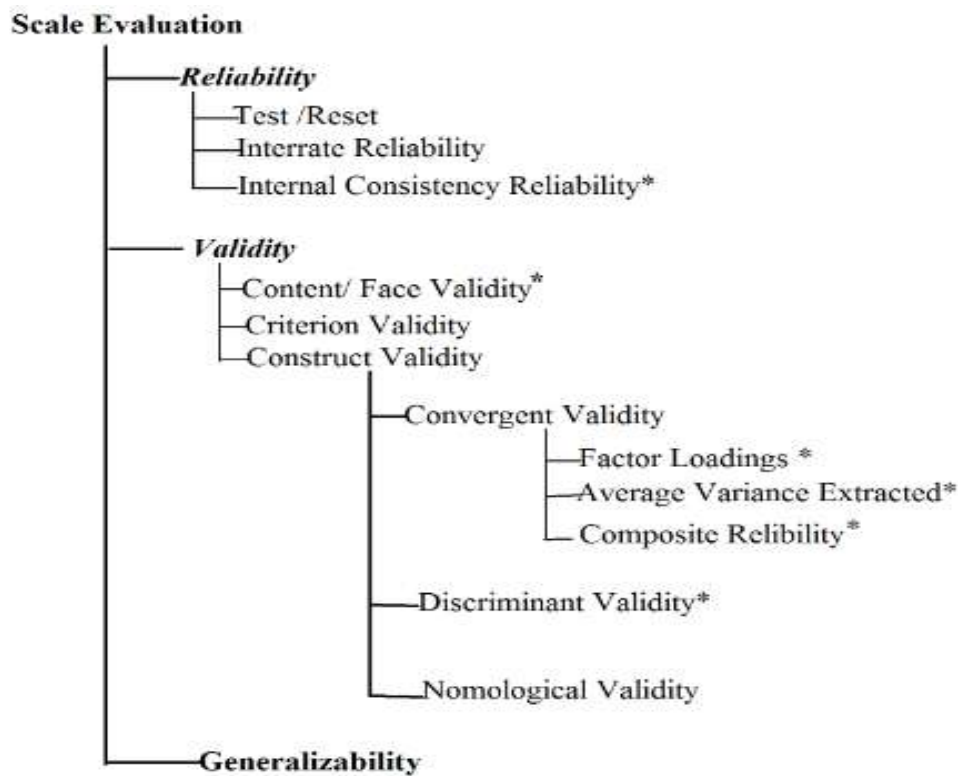 Scale Evaluation
Reliability
Test /Reset
Interrate Reliability
Internal Consistency Reliability*
Validity
Content/ Face Validity*
Criterion Validity
Construct Validity
Convergent Validity
Factor Loadings *
Average Variance Extracted*
Composite Relibility*
Discriminant Validity*
Nomological Validity
Generalizability